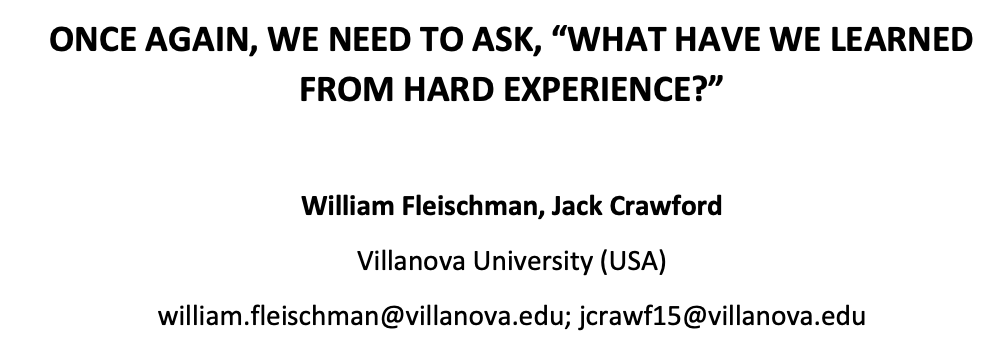 ONCE AGAIN, WE NEED TO ASK, “WHAT HAVE WE LEARNED
FROM HARD EXPERIENCE?”
William Fleischman, Jack Crawford
Villanova University (USA)
william.fleischman@villanova.edu; jcrawf15@villanova.edu